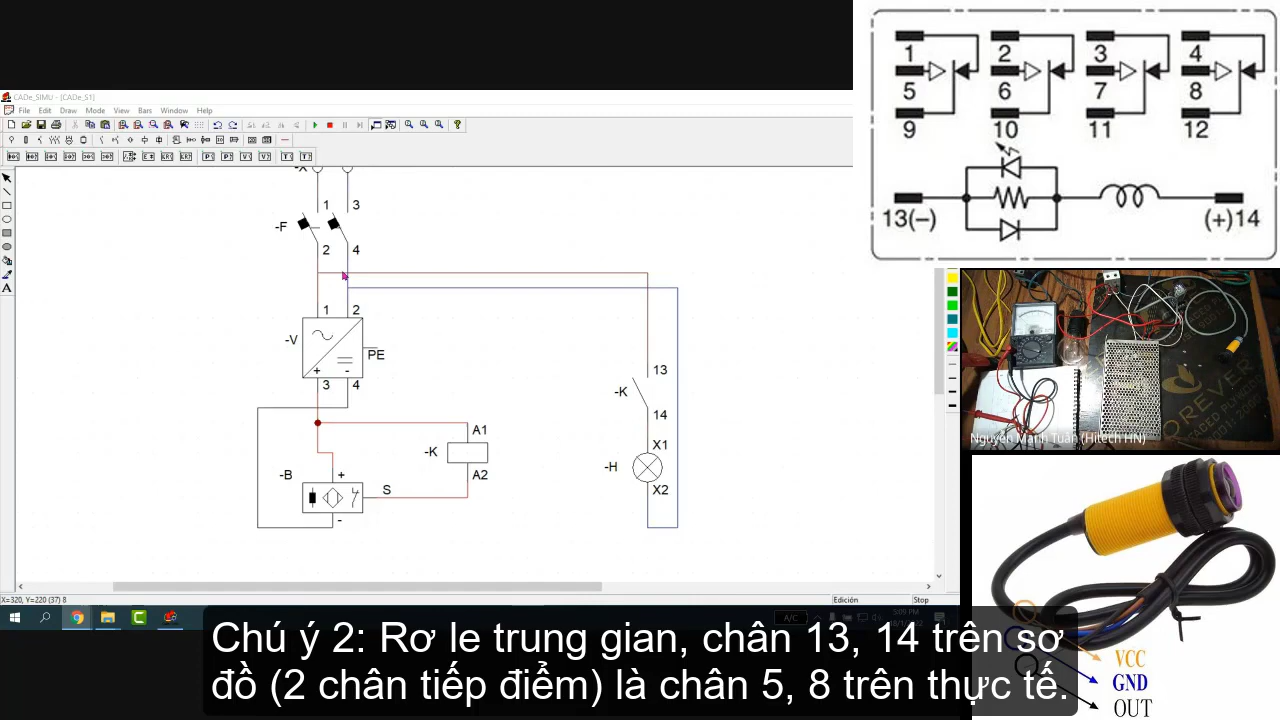 CADe_SIMU - [CADe_S1]
File Edit Draw Mode View Bars Window Help
-X
1 3
-F
2 4
1 2
-V
PE
+ -
3 4
A1
-K
A2
-B
+
S
-
13
-K
14
X1
-H
X2
1 2 3 4
5 6 7 8
9 10 11 12
13(–) (+)14
Nguyễn Mạnh Tuấn (Hitech HN)
VCC
GND
OUT
X=320, Y=220 (37) 8
Edición
Stop
A/C
3:09 PM
Chú ý 2: Rơ le trung gian, chân 13, 14 trên sơ
đồ (2 chân tiếp điểm) là chân 5, 8 trên thực tế.